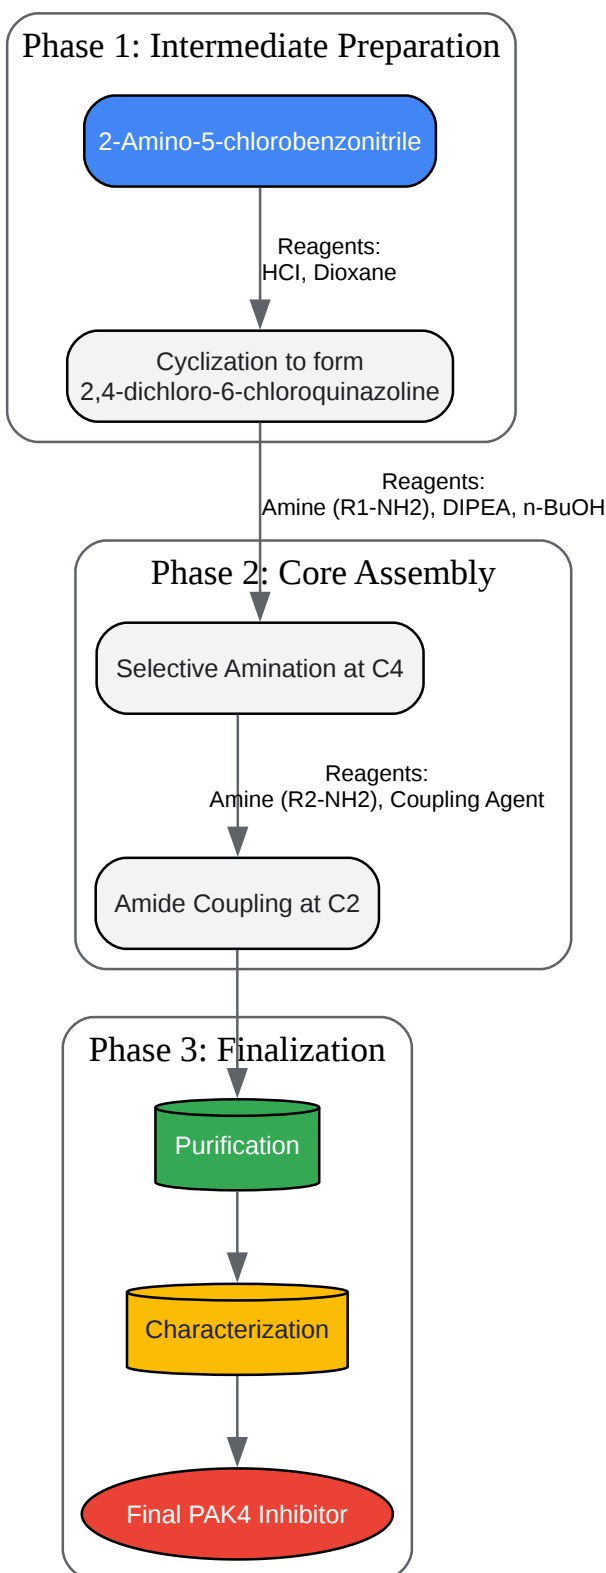 Phase 1: Intermediate Preparation
2-Amino-5-chlorobenzonitrile
Reagents:
HCl, Dioxane
Cyclization to form
2,4-dichloro-6-chloroquinazoline
Reagents:
Amine (R1-NH2), DIPEA, n-BuOH
Phase 2: Core Assembly
Selective Amination at C4
Reagents:
Amine (R2-NH2), Coupling Agent
Amide Coupling at C2
Phase 3: Finalization
Purification
Characterization
Final PAK4 Inhibitor